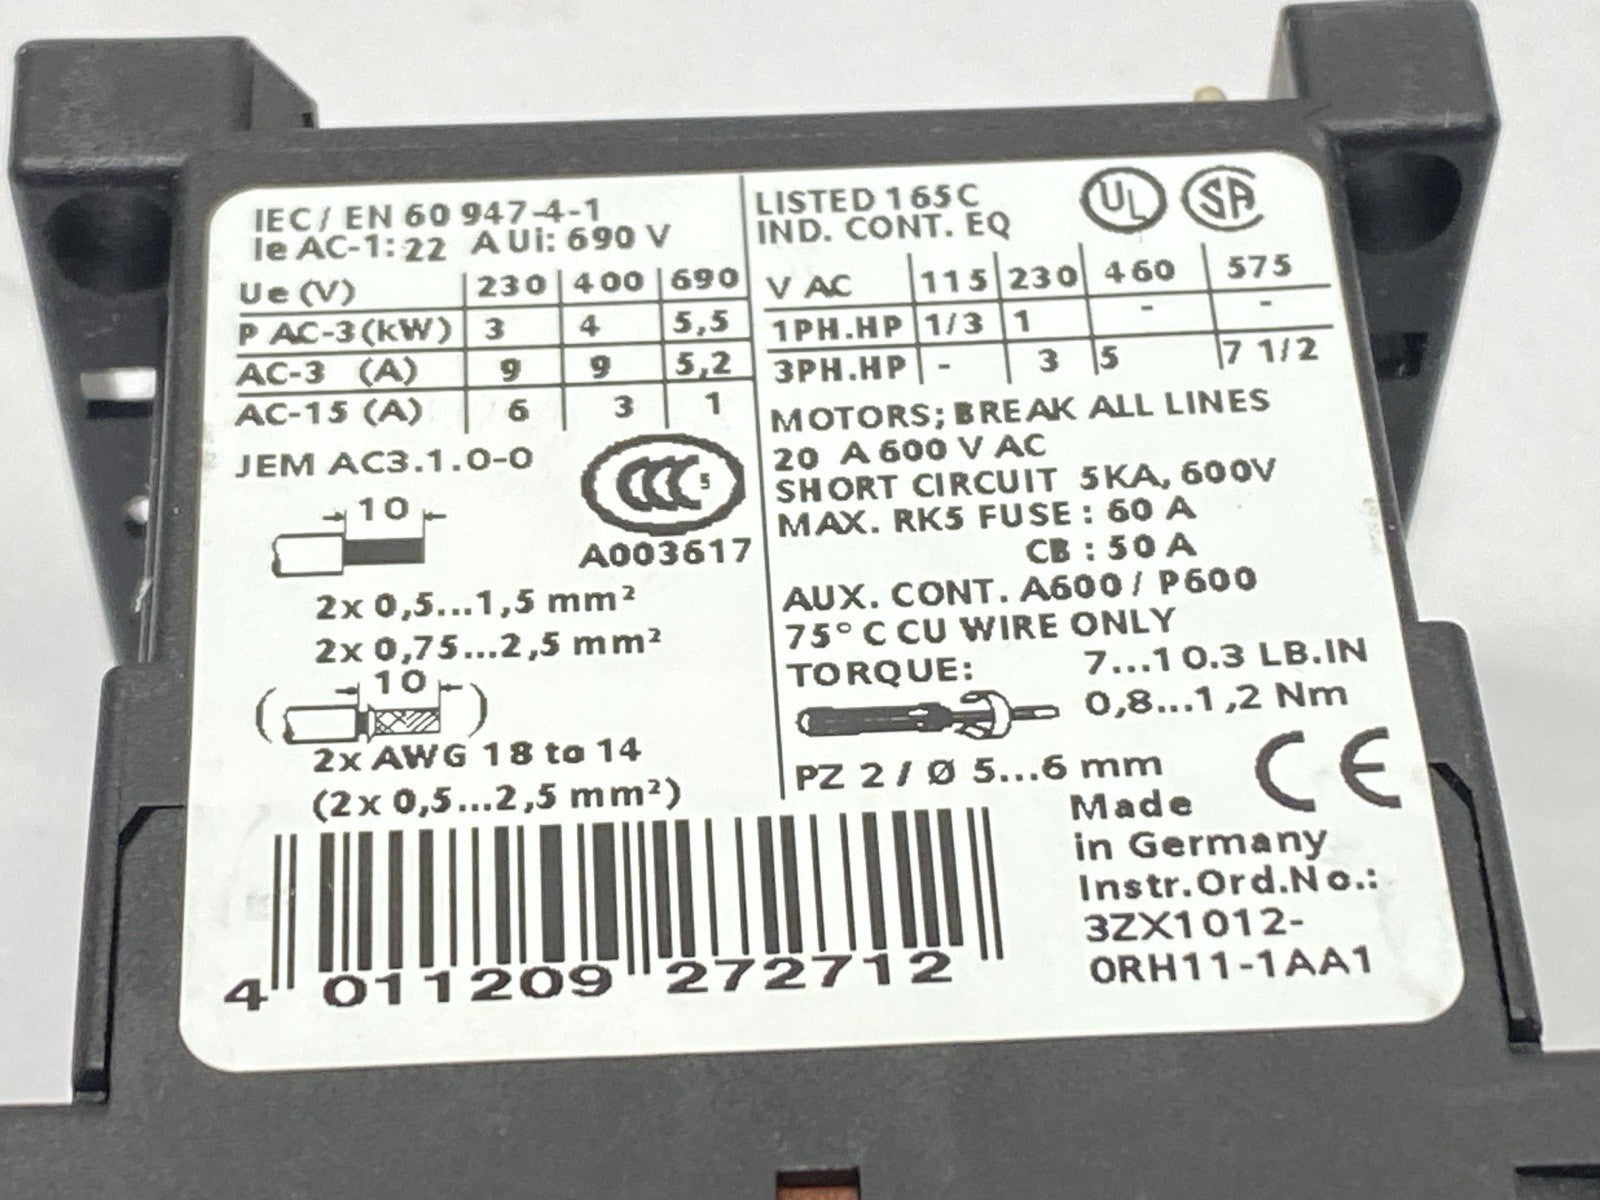 IEC/ EN 60 947-4-1
Ie AC-1: 22 A Ui: 690 V
Ue (V) 230 400 690
P AC-3 (kW) 3 4 5,5
AC-3 (A) 9 9 5,2
AC-15 (A) 6 3 1
JEM AC3.1.0-0
CCC 5
A003617
10
2x 0,5...1,5 mm²
2x 0,75...2,5 mm²
10
2x AWG 18 to 14
(2x 0,5...2,5 mm²)
LISTED 165C
IND. CONT. EQ
UL SA
V AC 115 230 460 575
1PH.HP 1/3 1 - -
3PH.HP - 3 5 7 1/2
MOTORS; BREAK ALL LINES
20 A 600 V AC
SHORT CIRCUIT 5KA, 600V
MAX. RK5 FUSE : 60 A
CB : 50 A
AUX. CONT. A600 / P600
75° C CU WIRE ONLY
TORQUE: 7...10.3 LB.IN
0,8...1,2 Nm
PZ 2 / Ø 5...6 mm
CE
Made
in Germany
Instr.Ord.No.:
3ZX1012-
0RH11-1AA1
4 011209 272712